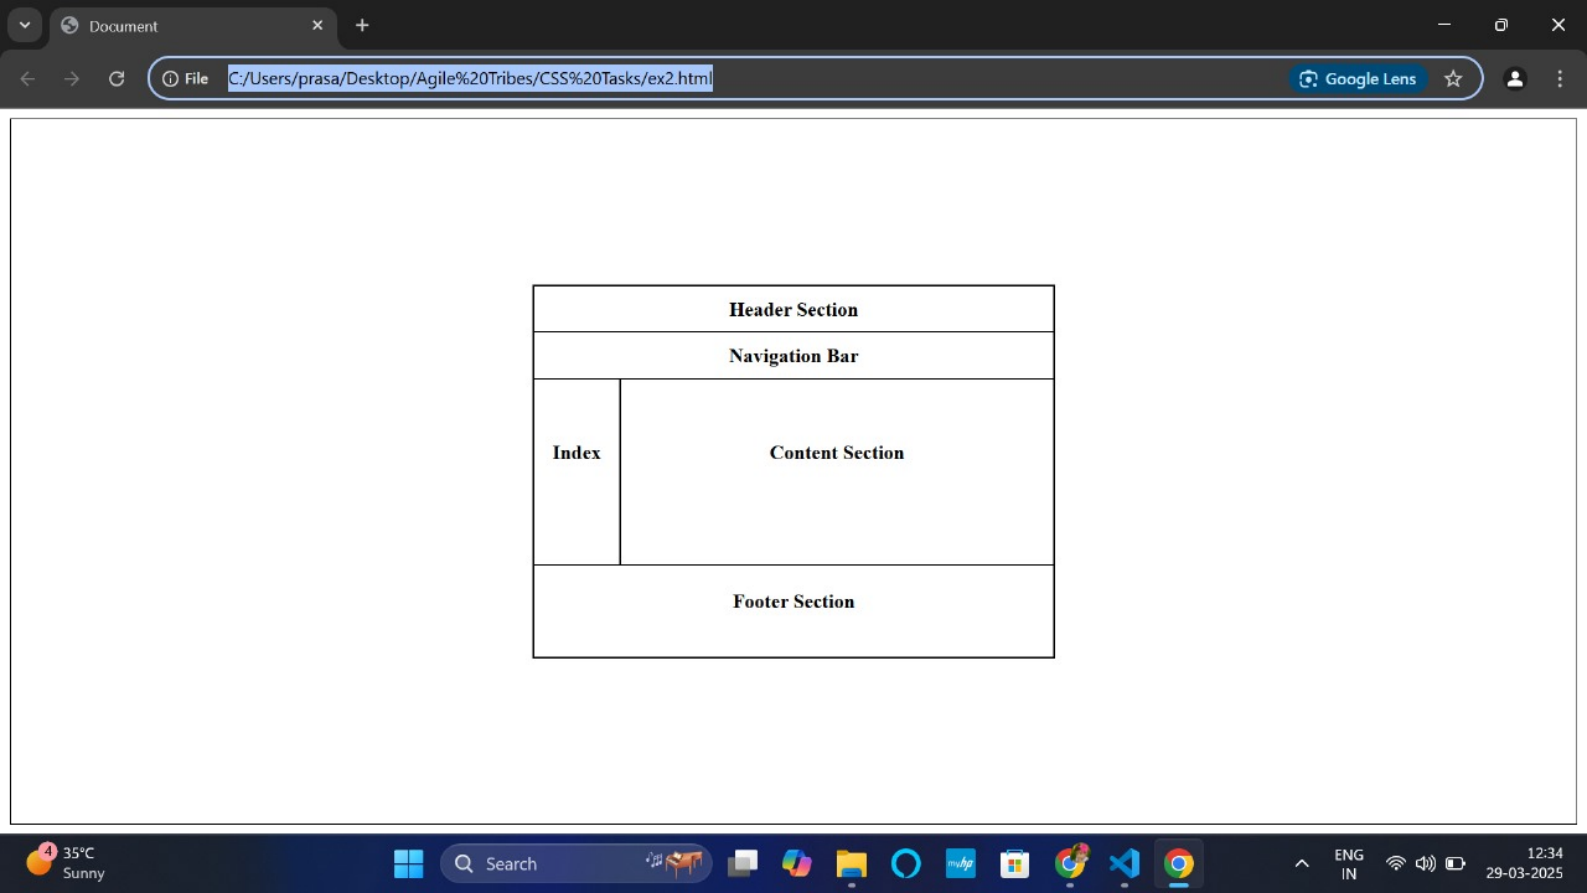 Document
File
C:/Users/prasa/Desktop/Agile%20Tribes/CSS%20Tasks/ex2.html
Google Lens
Header Section
Navigation Bar
Index
Content Section
Footer Section
4
35°C
Sunny
Search
myhp
ENG
IN
12:34
29-03-2025